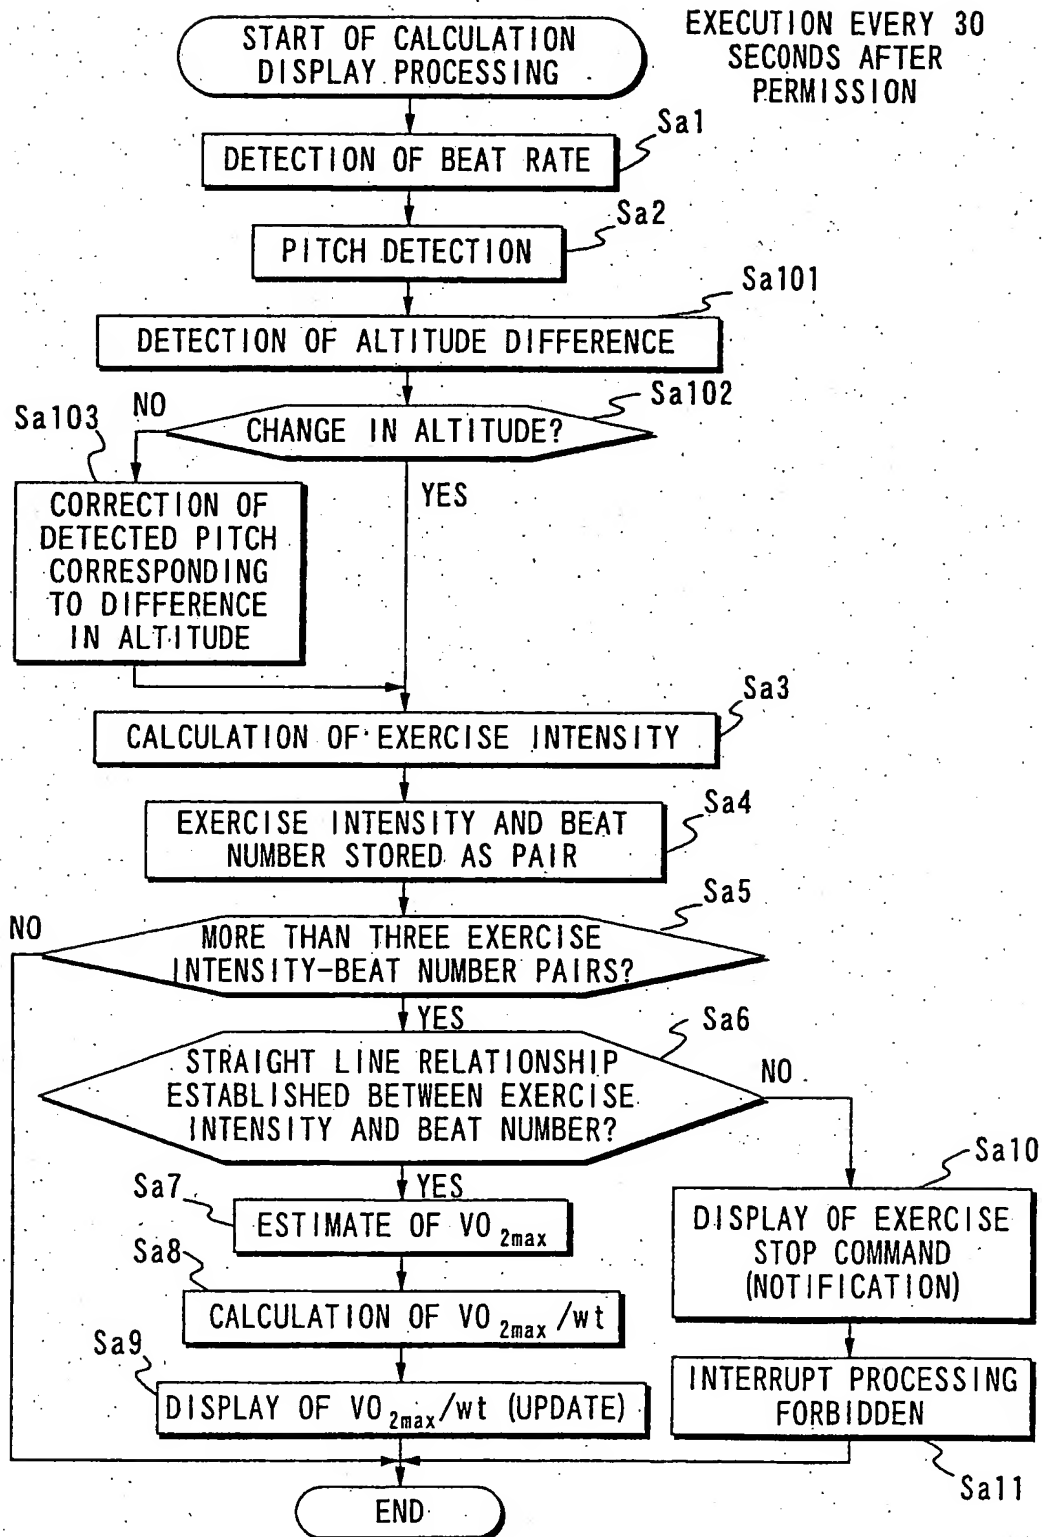 EXECUTION EVERY 30
SECONDS AFTER
PERMISSION
START OF CALCULATION
DISPLAY PROCESSING
Sa1
DETECTION OF BEAT RATE
Sa2
PITCH DETECTION
Sa101
DETECTION OF ALTITUDE DIFFERENCE
Sa102
CHANGE IN ALTITUDE?
NO
YES
Sa103
CORRECTION OF
DETECTED PITCH
CORRESPONDING
TO DIFFERENCE
IN ALTITUDE
Sa3
CALCULATION OF EXERCISE INTENSITY
Sa4
EXERCISE INTENSITY AND BEAT
NUMBER STORED AS PAIR
Sa5
NO
MORE THAN THREE EXERCISE
INTENSITY-BEAT NUMBER PAIRS?
YES
Sa6
STRAIGHT LINE RELATIONSHIP
ESTABLISHED BETWEEN EXERCISE
INTENSITY AND BEAT NUMBER?
NO
YES
Sa7
ESTIMATE OF VO2max
Sa8
CALCULATION OF VO2max/wt
Sa9
DISPLAY OF VO2max/wt (UPDATE)
Sa10
DISPLAY OF EXERCISE
STOP COMMAND
(NOTIFICATION)
INTERRUPT PROCESSING
FORBIDDEN
Sa11
END